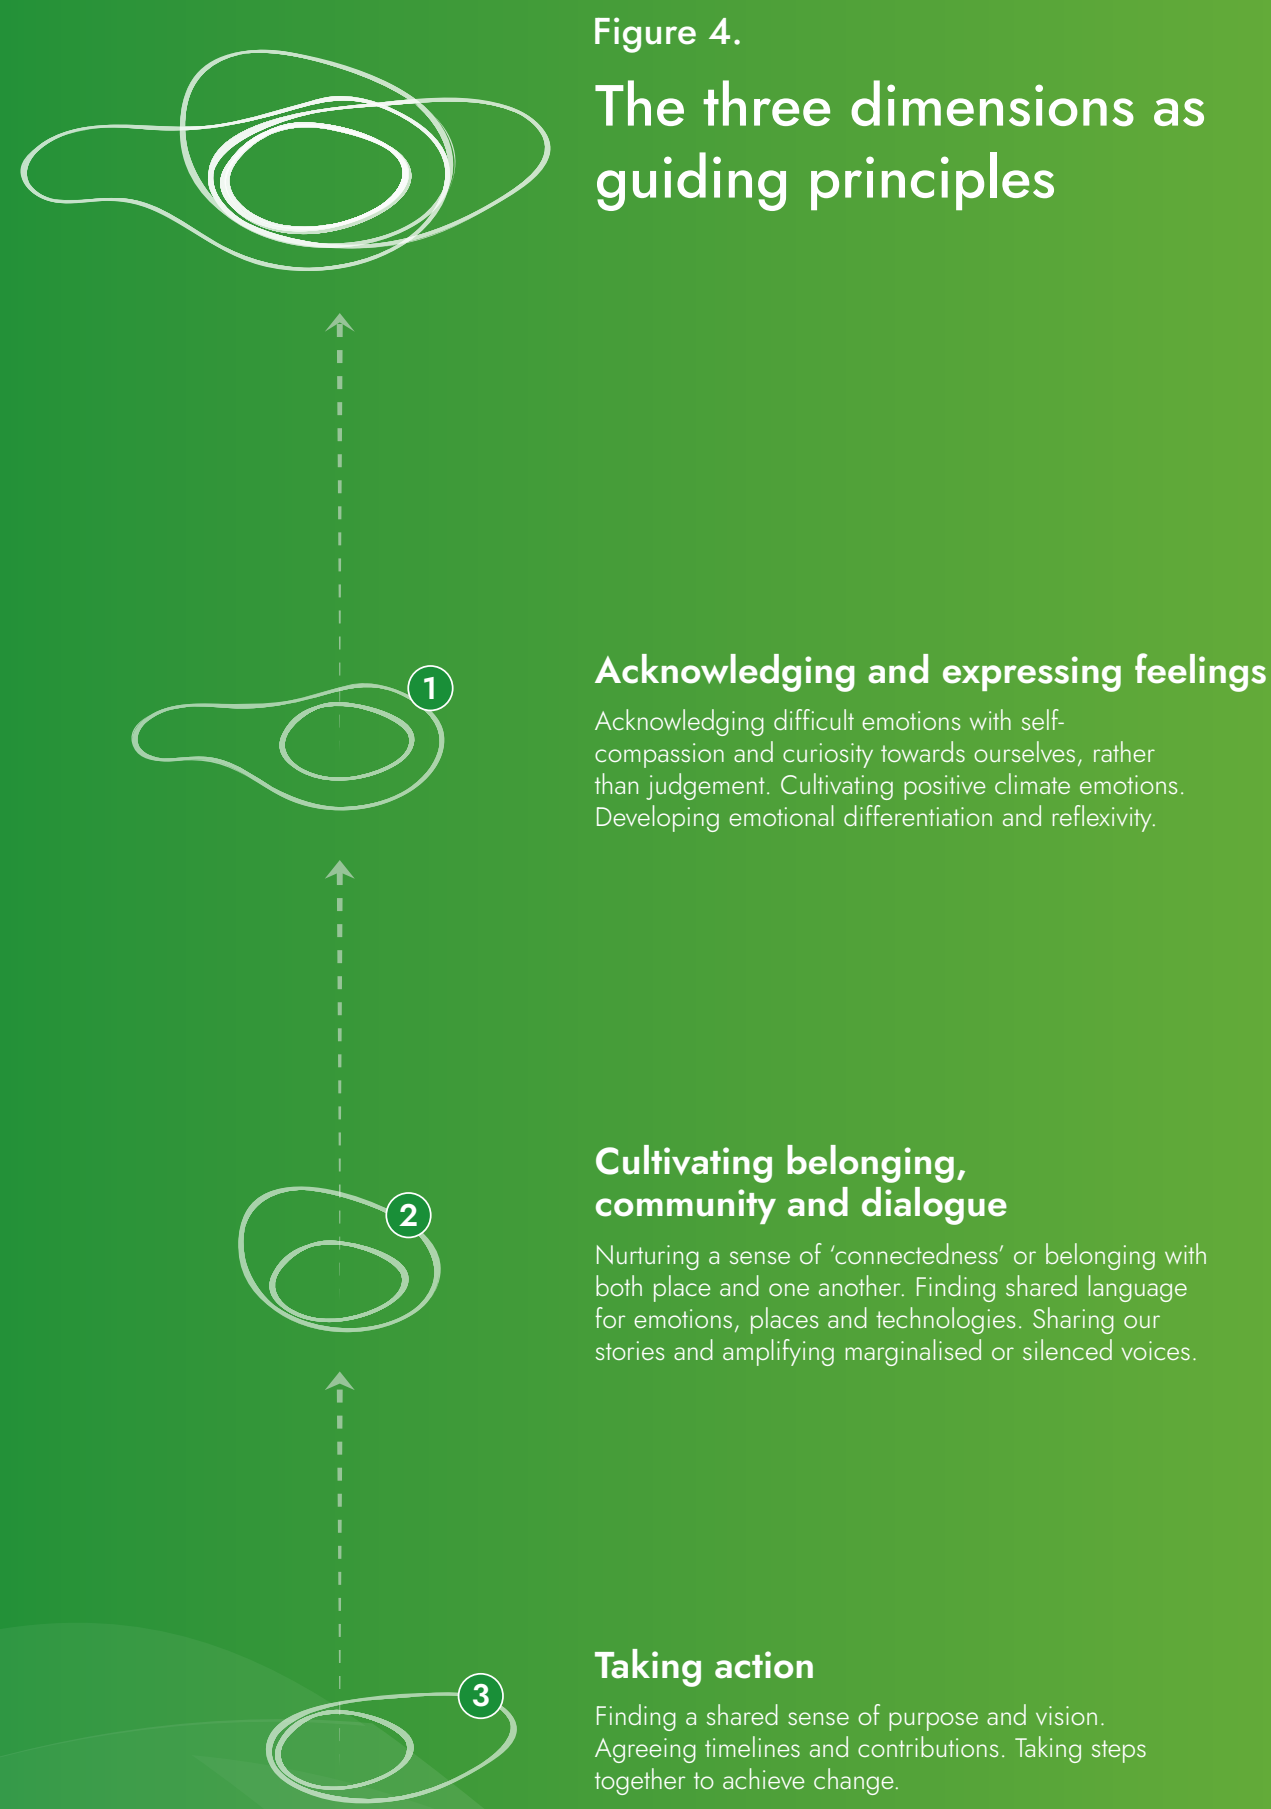 Figure 4.
The three dimensions as
guiding principles
1
Acknowledging and expressing feelings
Acknowledging difficult emotions with self-
compassion and curiosity towards ourselves, rather
than judgement. Cultivating positive climate emotions.
Developing emotional differentiation and reflexivity.
2
Cultivating belonging,
community and dialogue
Nurturing a sense of ‘connectedness’ or belonging with
both place and one another. Finding shared language
for emotions, places and technologies. Sharing our
stories and amplifying marginalised or silenced voices.
3
Taking action
Finding a shared sense of purpose and vision.
Agreeing timelines and contributions. Taking steps
together to achieve change.